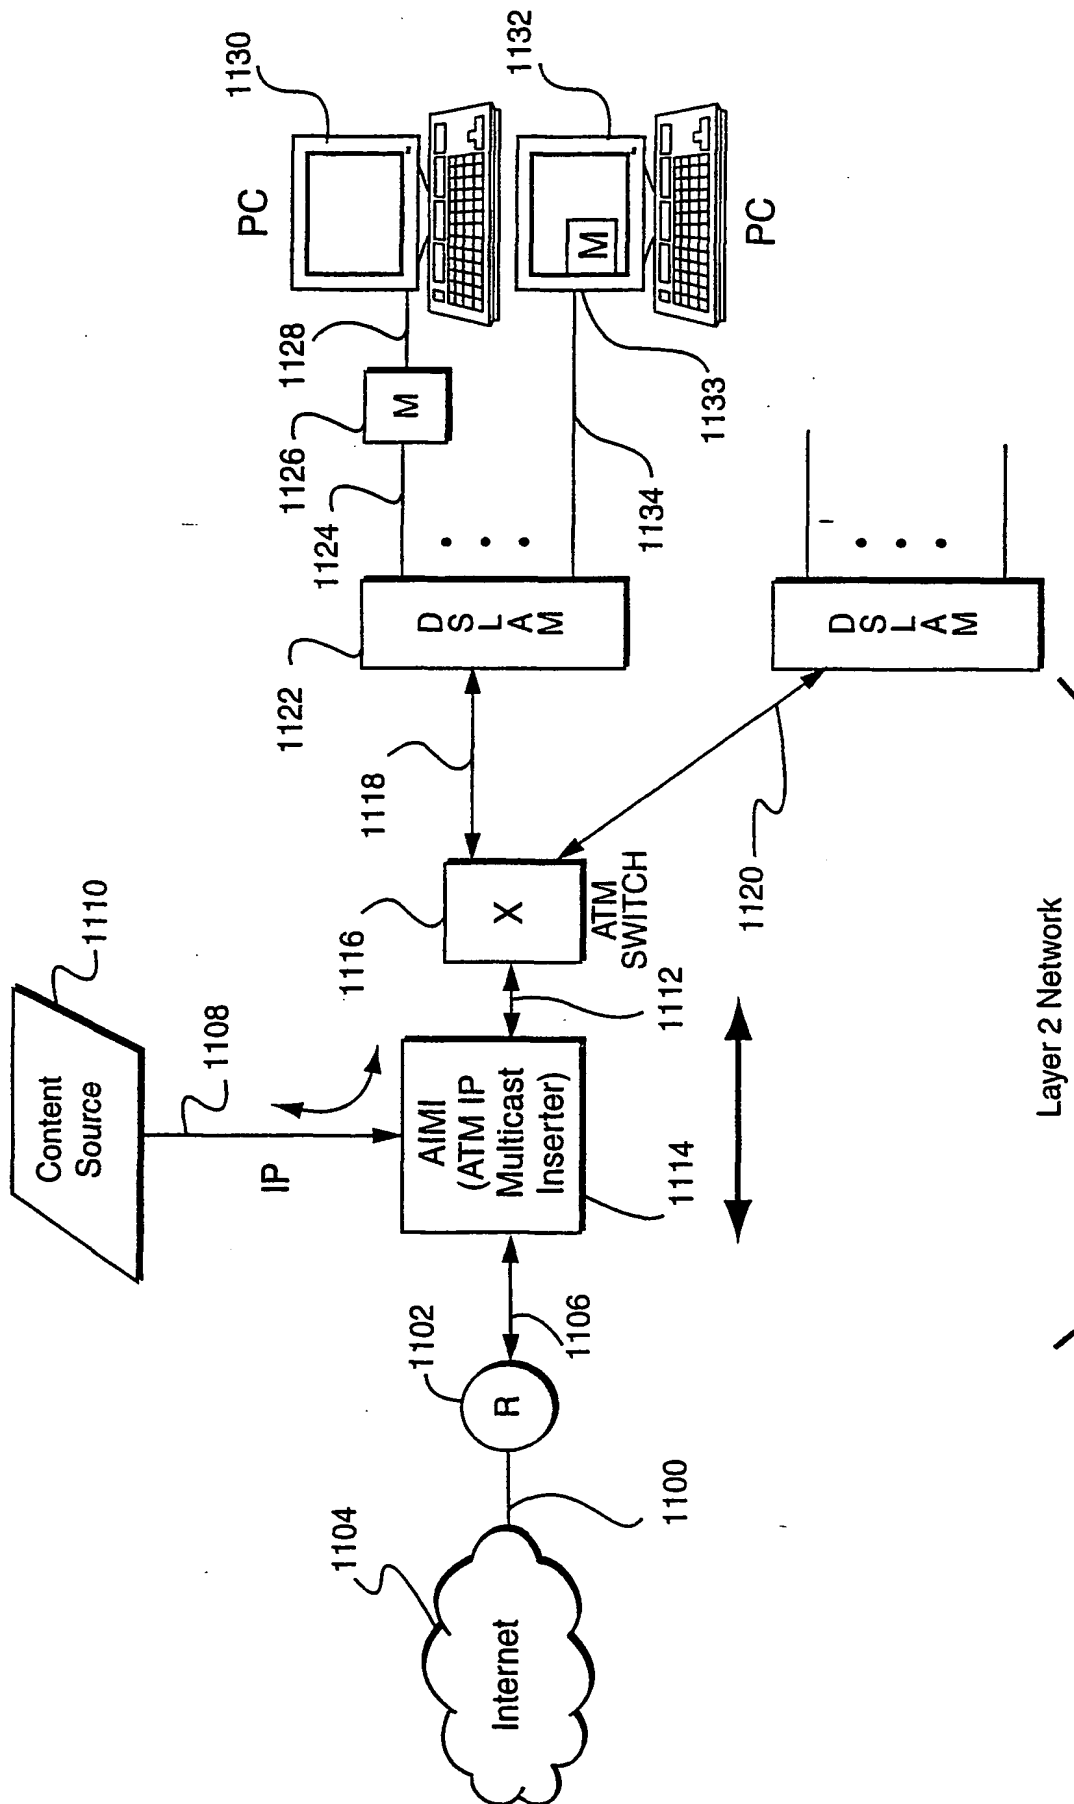 Content
Source
1110
1108
IP
Internet
1104
1100
R
1102
1106
AIMI
(ATM IP
Multicast
Inserter)
1114
1112
X
1116
ATM
SWITCH
1118
1120
D
S
L
A
M
1122
D
S
L
A
M
1124
M
1126
1128
PC
1130
M
PC
1132
1133
1134
Layer 2 Network